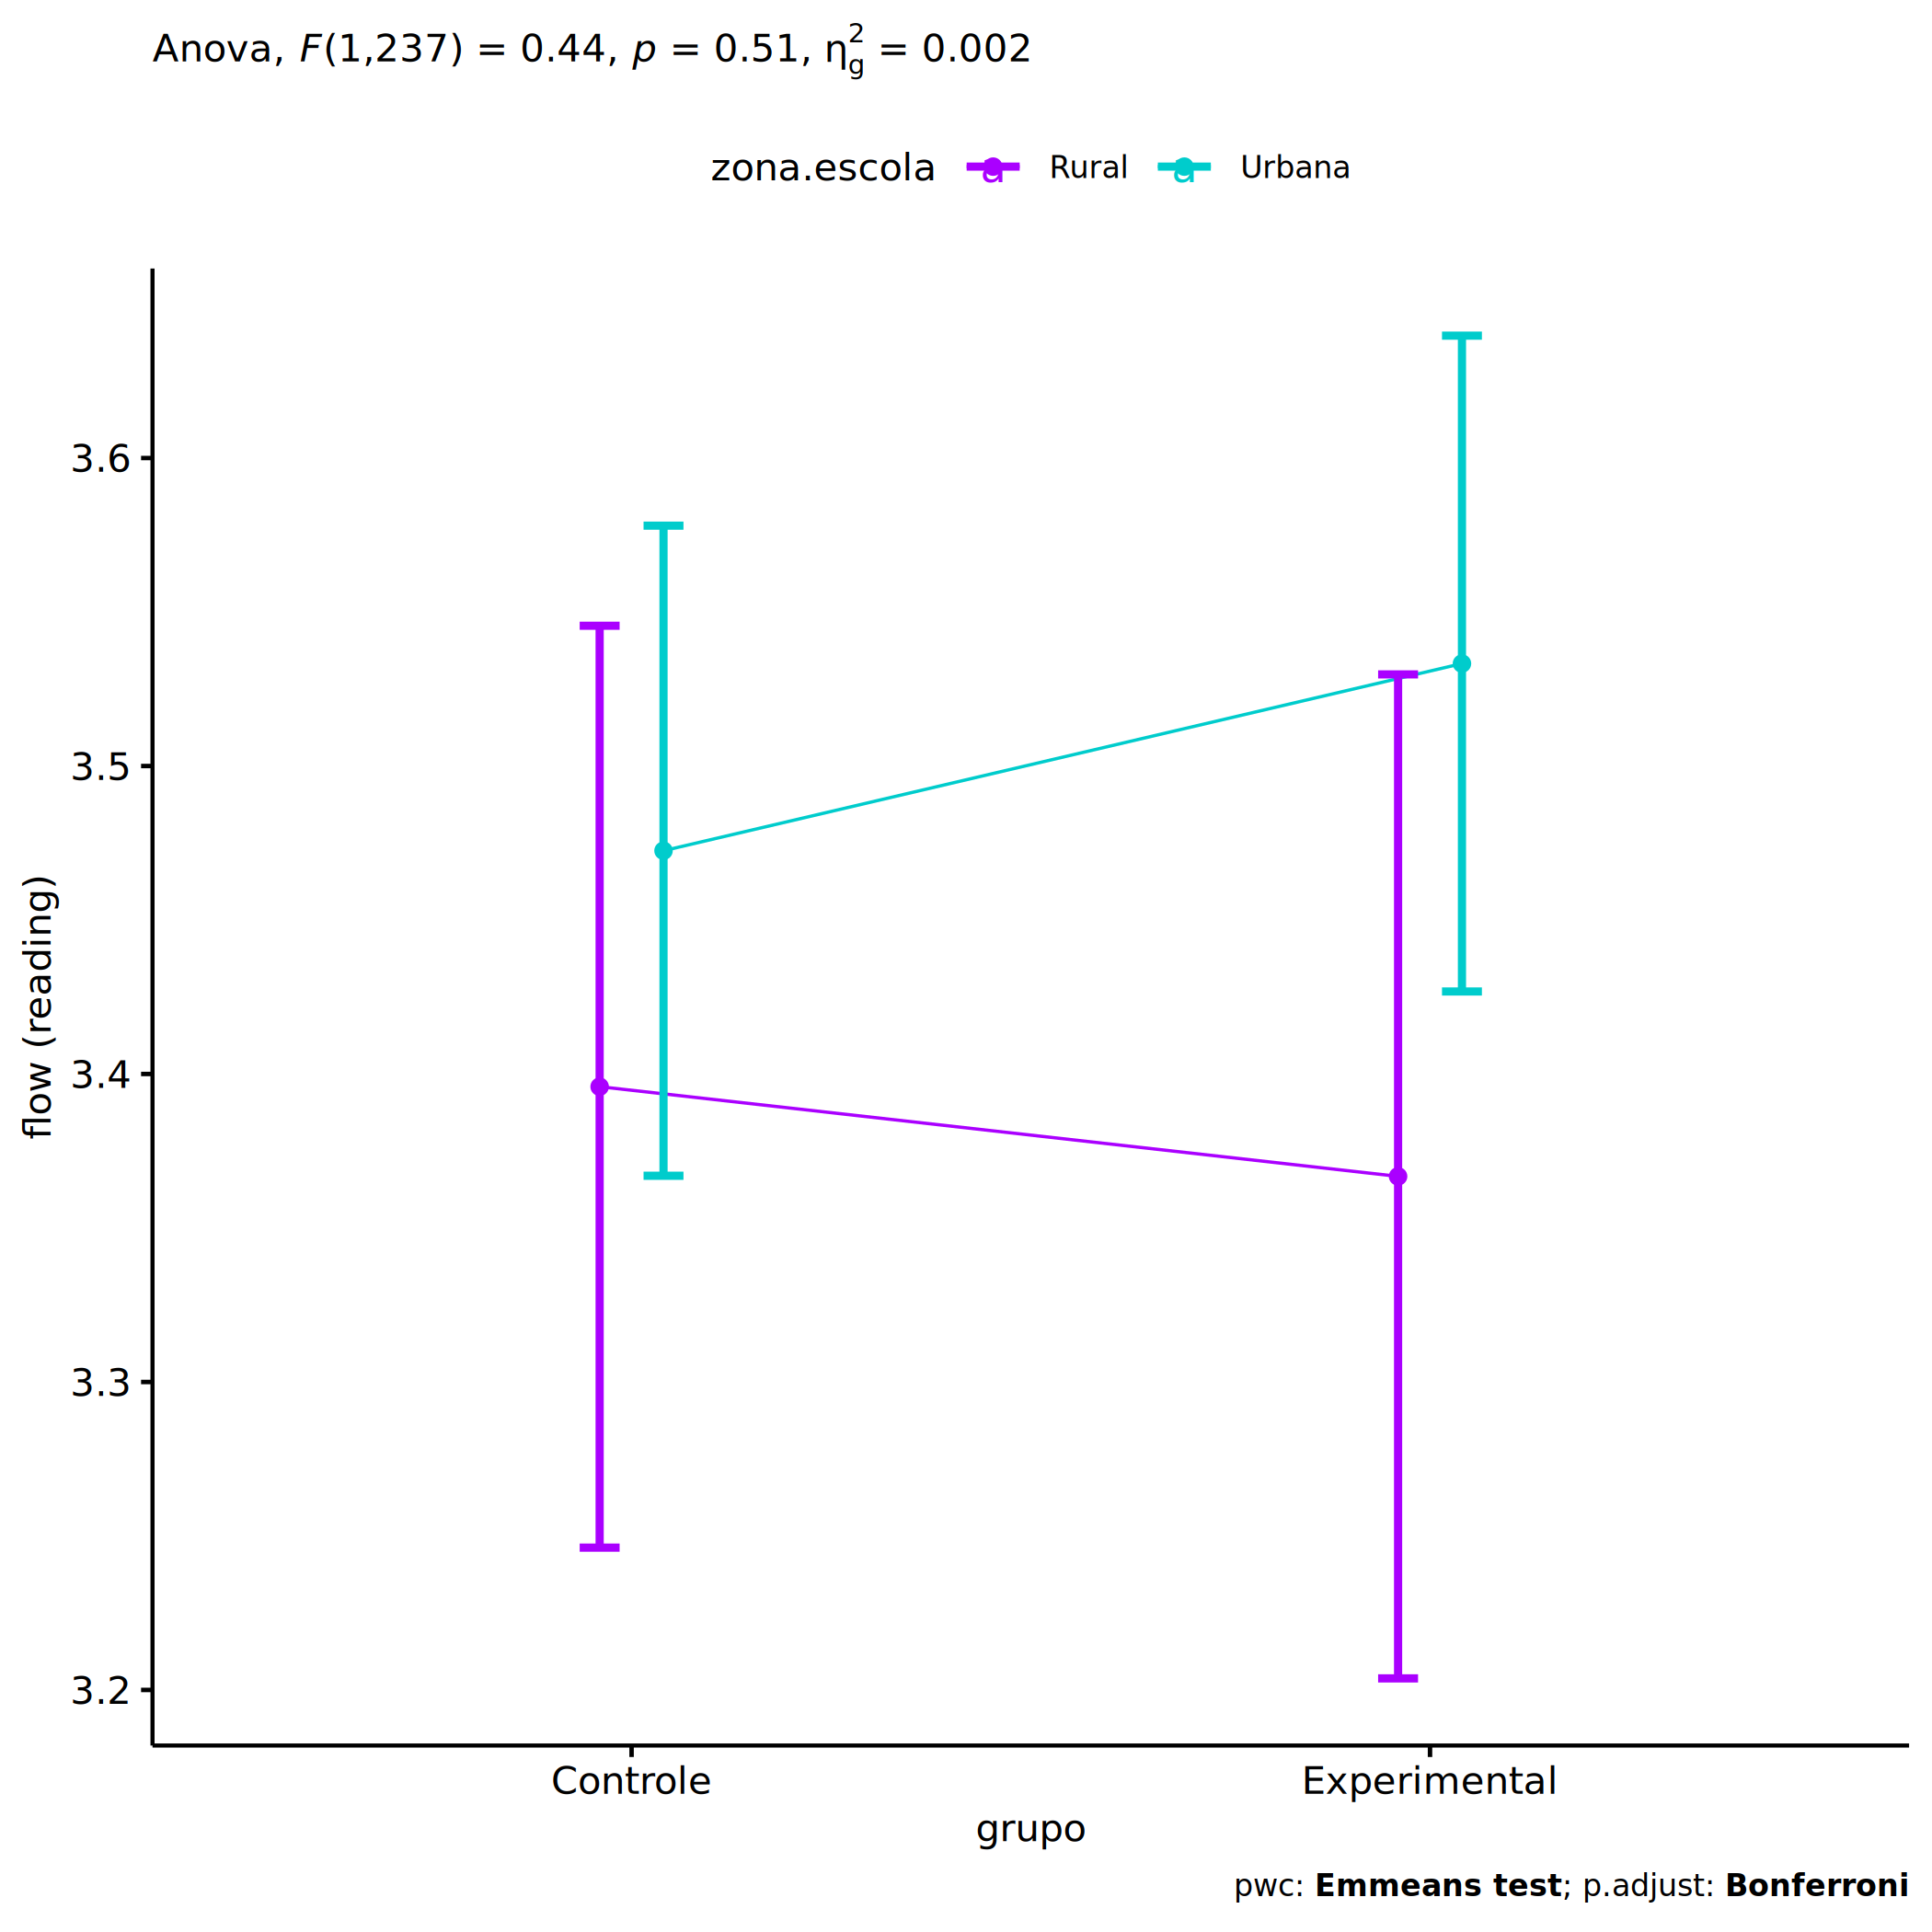 Anova, F(1,237) = 0.44, p = 0.51, η²g = 0.002
zona.escola Rural Urbana
3.6
3.5
3.4
3.3
3.2
flow (reading)
Controle Experimental
grupo
pwc: Emmeans test; p.adjust: Bonferroni